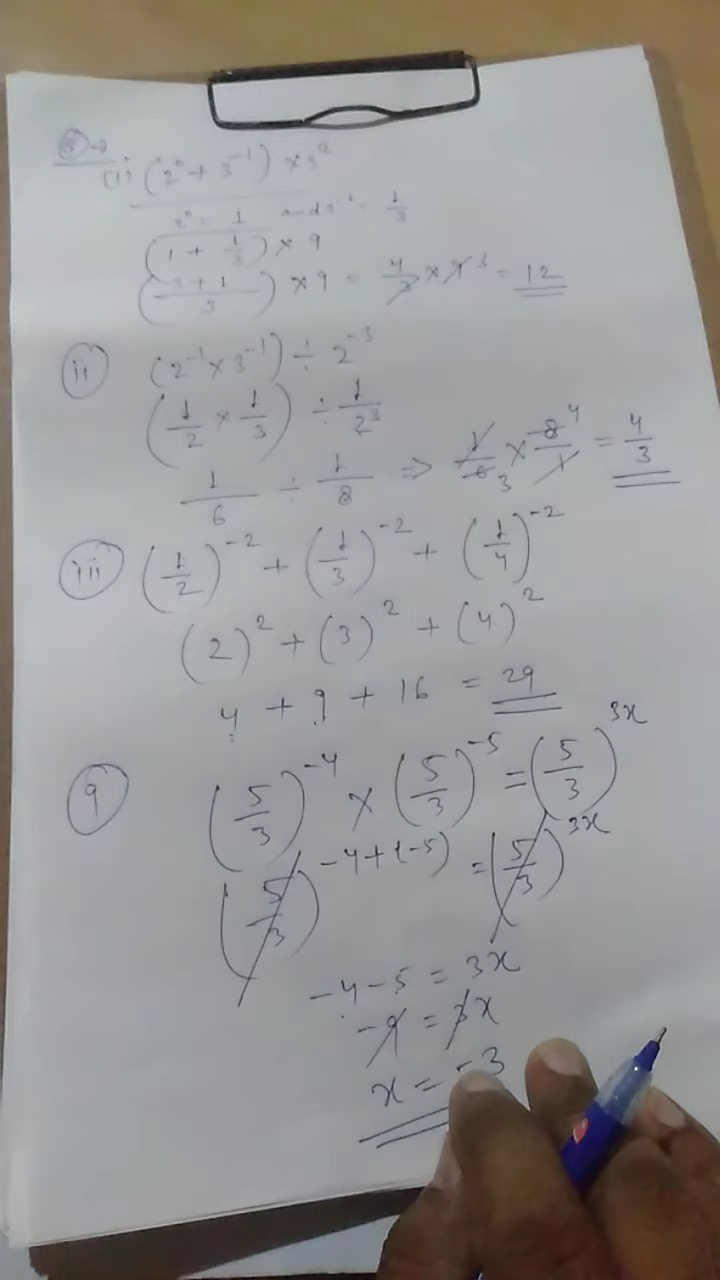 8 →
(i) (2⁰ + 3⁻¹) × 3²
2⁰ = 1 and 3⁻¹ = 1/3
(1 + 1/3) × 9
((3+1)/3) × 9 = 4/3 × 9 3 = 12
ii) (2⁻¹ × 3⁻¹) ÷ 2⁻³
(1/2 × 1/3) ÷ 1/2³
1/6 ÷ 1/8 ⇒ 1/6 3 × 8 4/1 = 4/3
iii) (1/2)⁻² + (1/3)⁻² + (1/4)⁻²
(2)² + (3)² + (4)²
4 + 9 + 16 = 29
9 (5/3)⁻⁴ × (5/3)⁻⁵ = (5/3)³ˣ
(5/3)⁻⁴⁺⁽⁻⁵⁾ = (5/3)³ˣ
-4-5 = 3x
-9 = 3x
x = -3